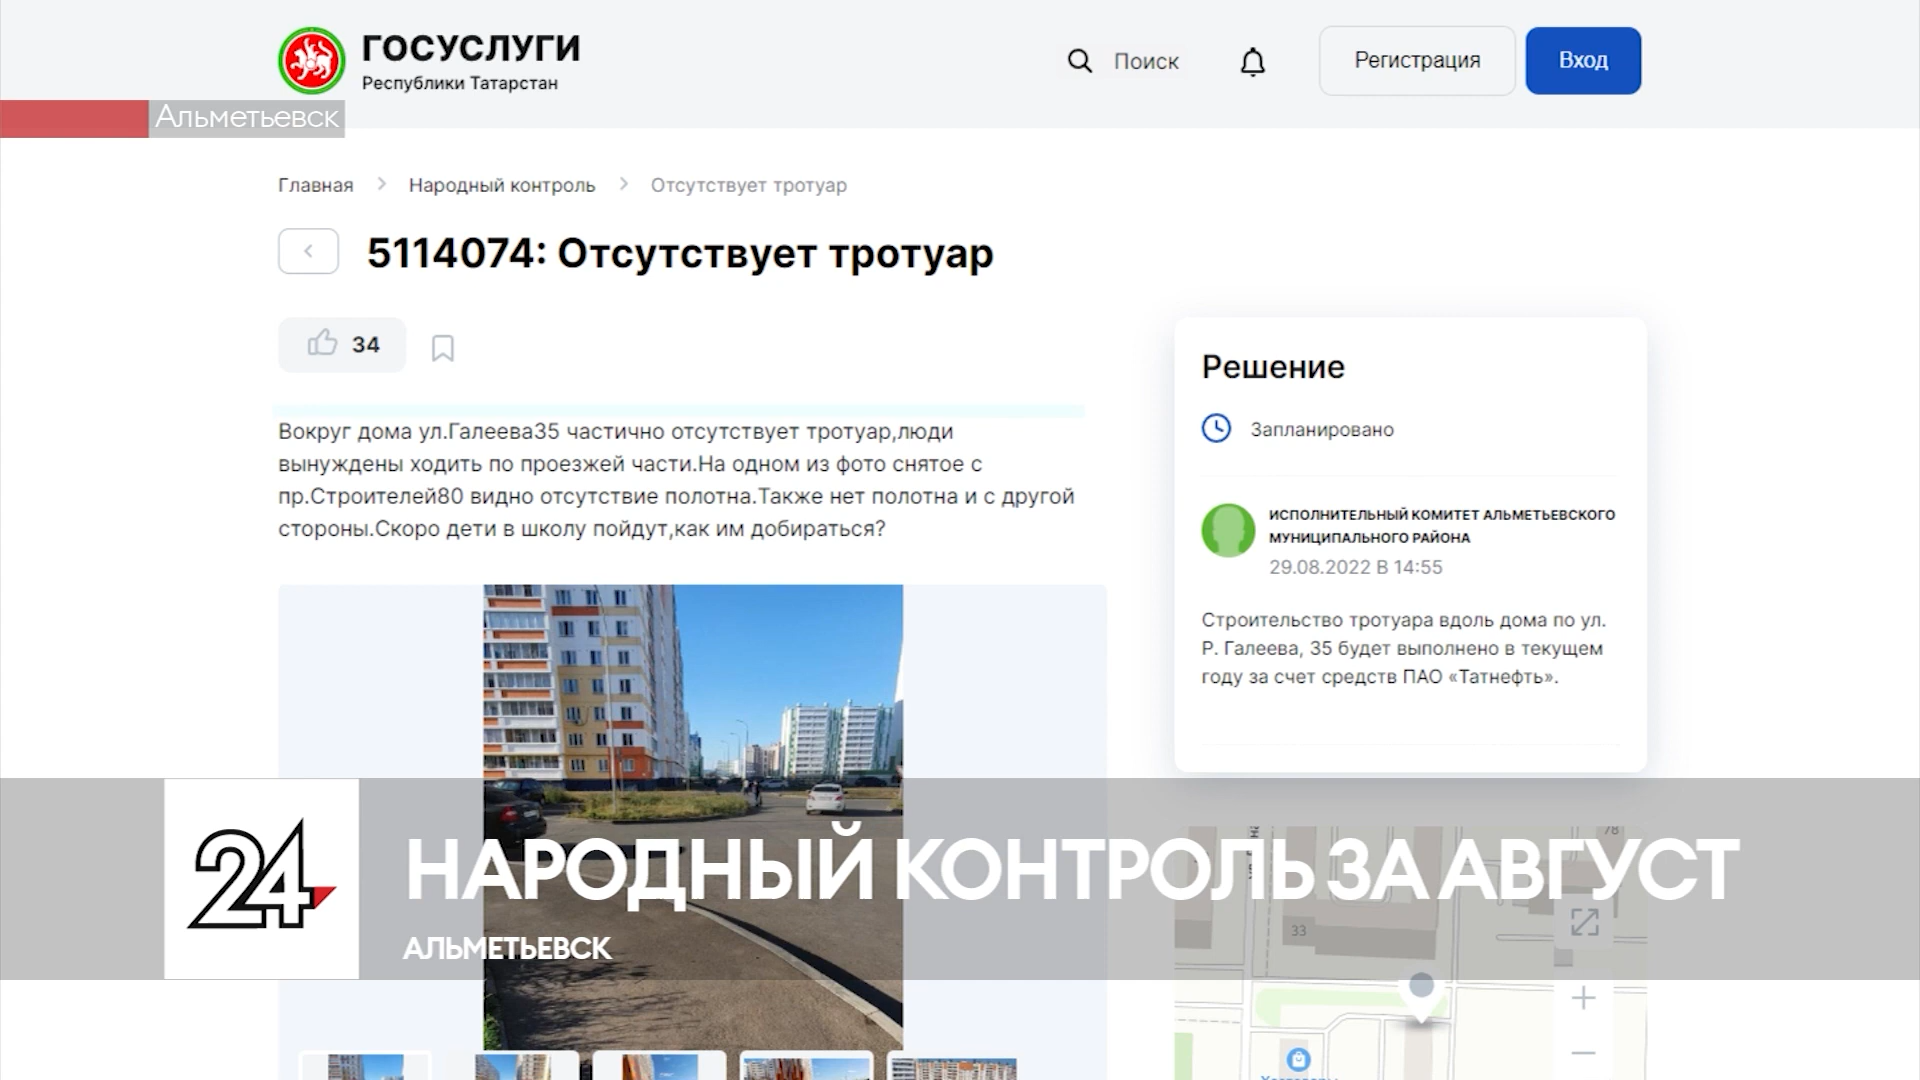 ГОСУСЛУГИ
Республики Татарстан
Поиск
Регистрация
Вход
Альметьевск
Главная
Народный контроль
Отсутствует тротуар
5114074: Отсутствует тротуар
34
Вокруг дома ул.Галеева35 частично отсутствует тротуар,люди
вынуждены ходить по проезжей части.На одном из фото снятое с
пр.Строителей80 видно отсутствие полотна.Также нет полотна и с другой
стороны.Скоро дети в школу пойдут,как им добираться?
Решение
Запланировано
ИСПОЛНИТЕЛЬНЫЙ КОМИТЕТ АЛЬМЕТЬЕВСКОГО
МУНИЦИПАЛЬНОГО РАЙОНА
29.08.2022 В 14:55
Строительство тротуара вдоль дома по ул.
Р. Галеева, 35 будет выполнено в текущем
году за счет средств ПАО «Татнефть».
78
24
НАРОДНЫЙ КОНТРОЛЬ ЗА АВГУСТ
АЛЬМЕТЬЕВСК
33